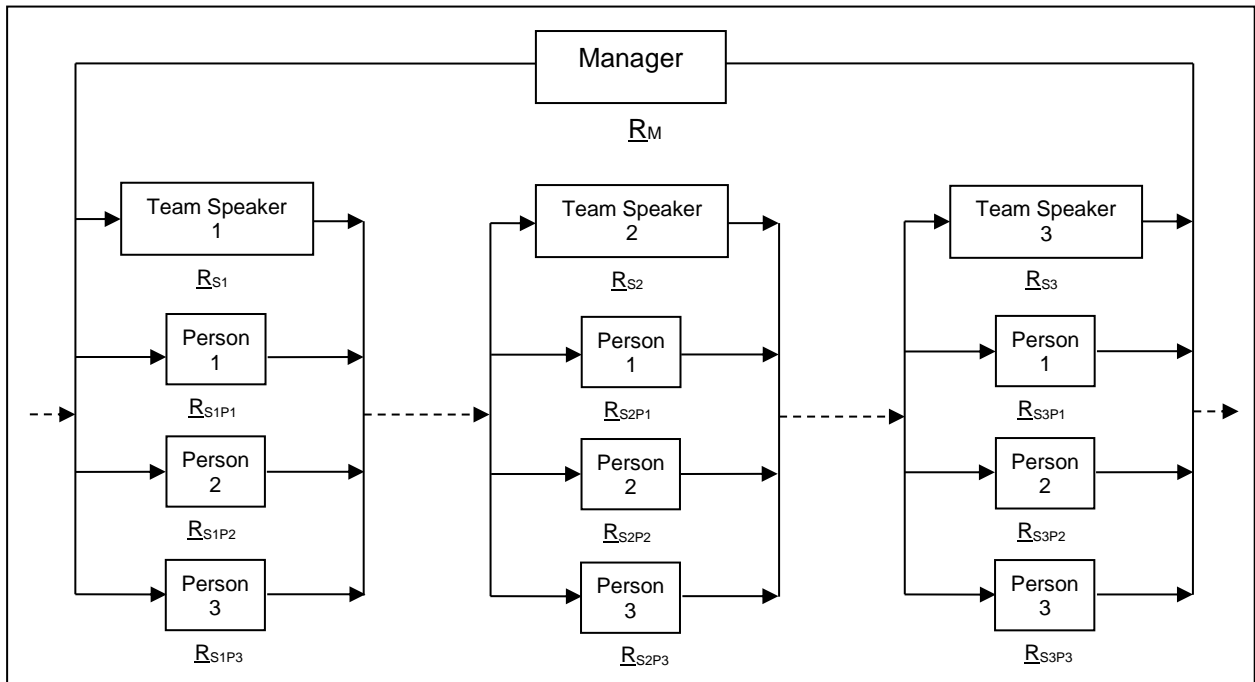 Manager
RM
Team Speaker
1
RS1
Person
1
RS1P1
Person
2
RS1P2
Person
3
RS1P3
Team Speaker
2
RS2
Person
1
RS2P1
Person
2
RS2P2
Person
3
RS2P3
Team Speaker
3
RS3
Person
1
RS3P1
Person
2
RS3P2
Person
3
RS3P3